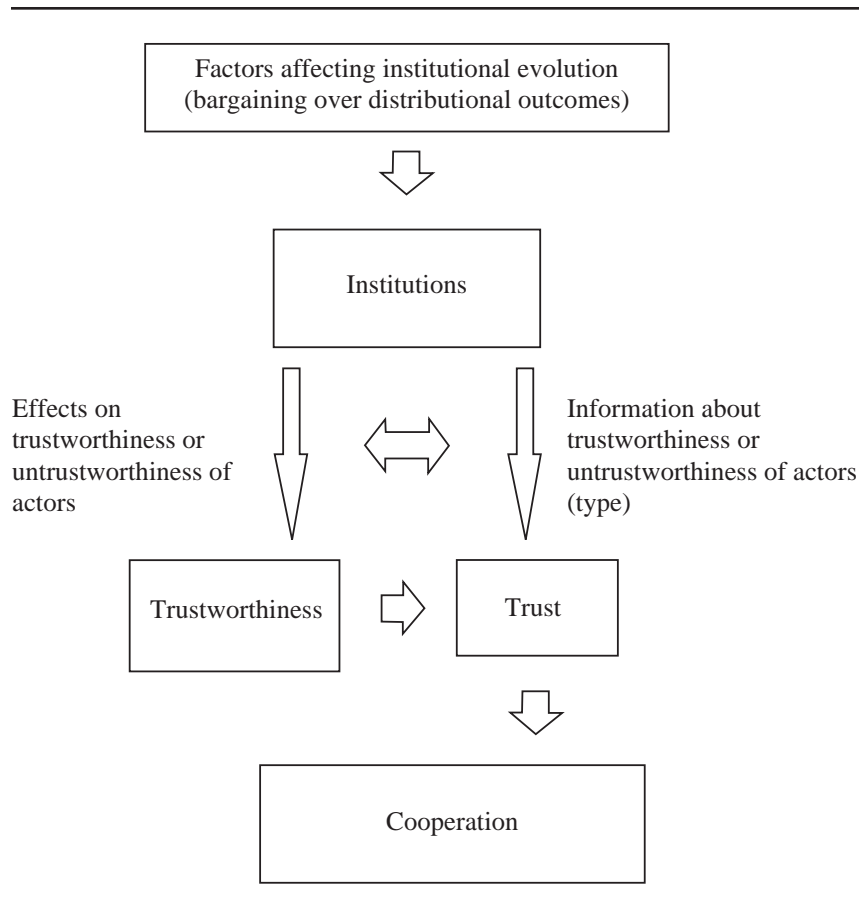 Factors affecting institutional evolution
(bargaining over distributional outcomes)
Institutions
Effects on
trustworthiness or
untrustworthiness of
actors
Information about
trustworthiness or
untrustworthiness of actors
(type)
Trustworthiness
Trust
Cooperation